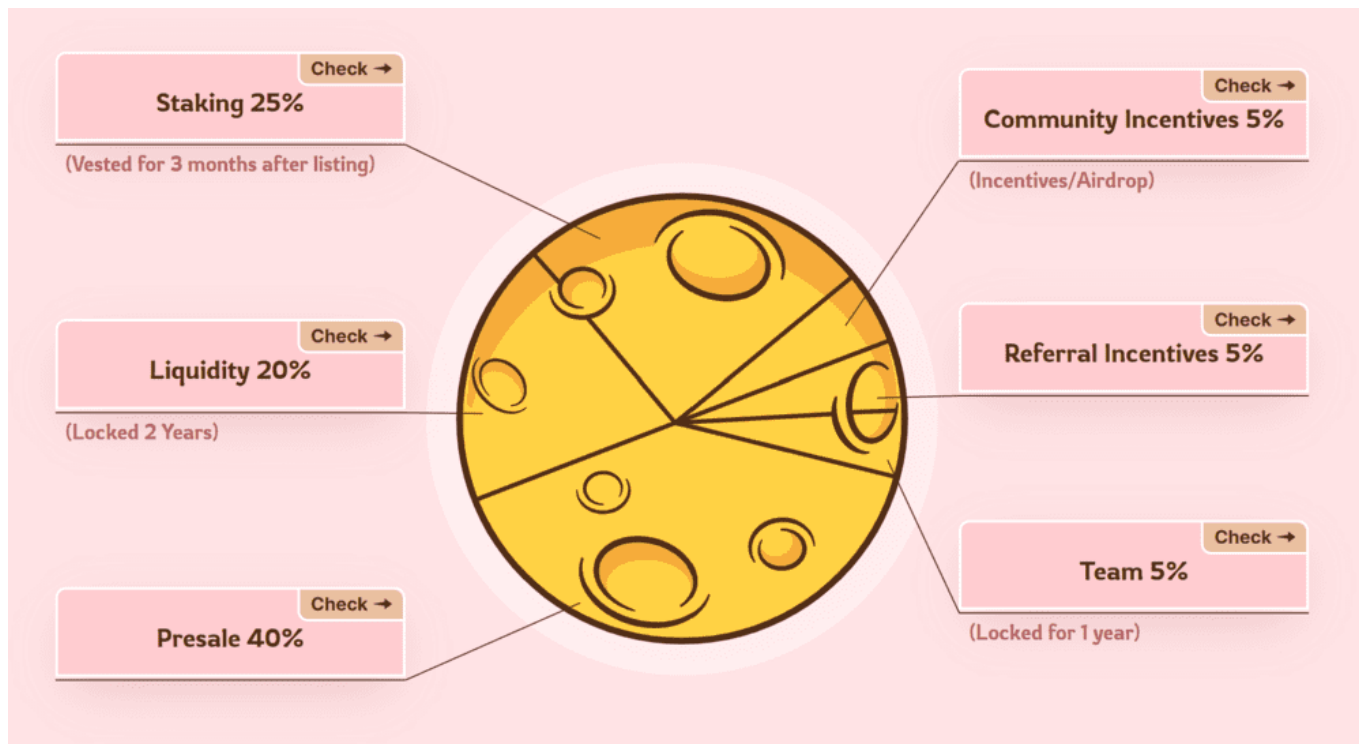 Check →
Staking 25%
(Vested for 3 months after listing)
Check →
Liquidity 20%
(Locked 2 Years)
Check →
Presale 40%
Check →
Community Incentives 5%
(Incentives/Airdrop)
Check →
Referral Incentives 5%
Check →
Team 5%
(Locked for 1 year)